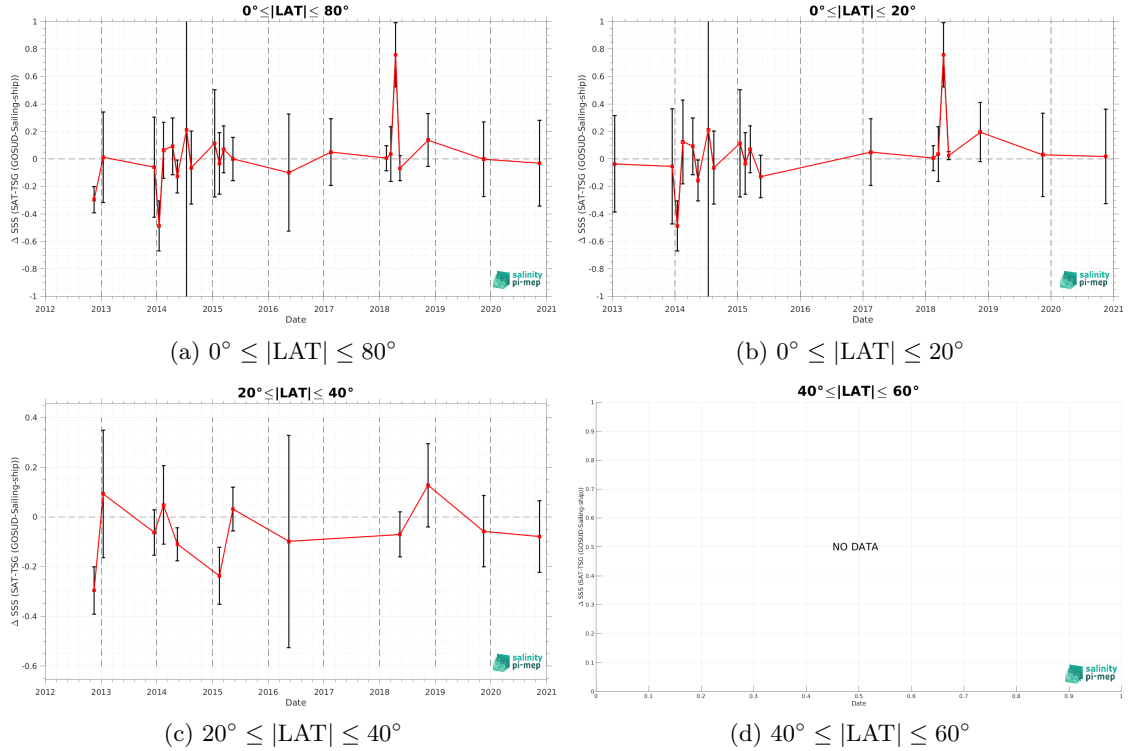 0°≤|LAT|≤ 80°
Δ SSS (SAT-TSG (GOSUD-Sailing-ship))
1
0.8
0.6
0.4
0.2
0
-0.2
-0.4
-0.6
-0.8
-1
2012 2013 2014 2015 2016 2017 2018 2019 2020 2021
Date
salinity
pi-mep
(a) 0° ≤ |LAT| ≤ 80°
0°≤|LAT|≤ 20°
Δ SSS (SAT-TSG (GOSUD-Sailing-ship))
1
0.8
0.6
0.4
0.2
0
-0.2
-0.4
-0.6
-0.8
-1
2013 2014 2015 2016 2017 2018 2019 2020 2021
Date
salinity
pi-mep
(b) 0° ≤ |LAT| ≤ 20°
20°≤|LAT|≤ 40°
Δ SSS (SAT-TSG (GOSUD-Sailing-ship))
0.4
0.2
0
-0.2
-0.4
-0.6
2012 2013 2014 2015 2016 2017 2018 2019 2020 2021
Date
salinity
pi-mep
(c) 20° ≤ |LAT| ≤ 40°
40°≤|LAT|≤ 60°
Δ SSS (SAT-TSG (GOSUD-Sailing-ship))
1
0.9
0.8
0.7
0.6
0.5
0.4
0.3
0.2
0.1
0
NO DATA
0 0.1 0.2 0.3 0.4 0.5 0.6 0.7 0.8 0.9 1
Date
salinity
pi-mep
(d) 40° ≤ |LAT| ≤ 60°